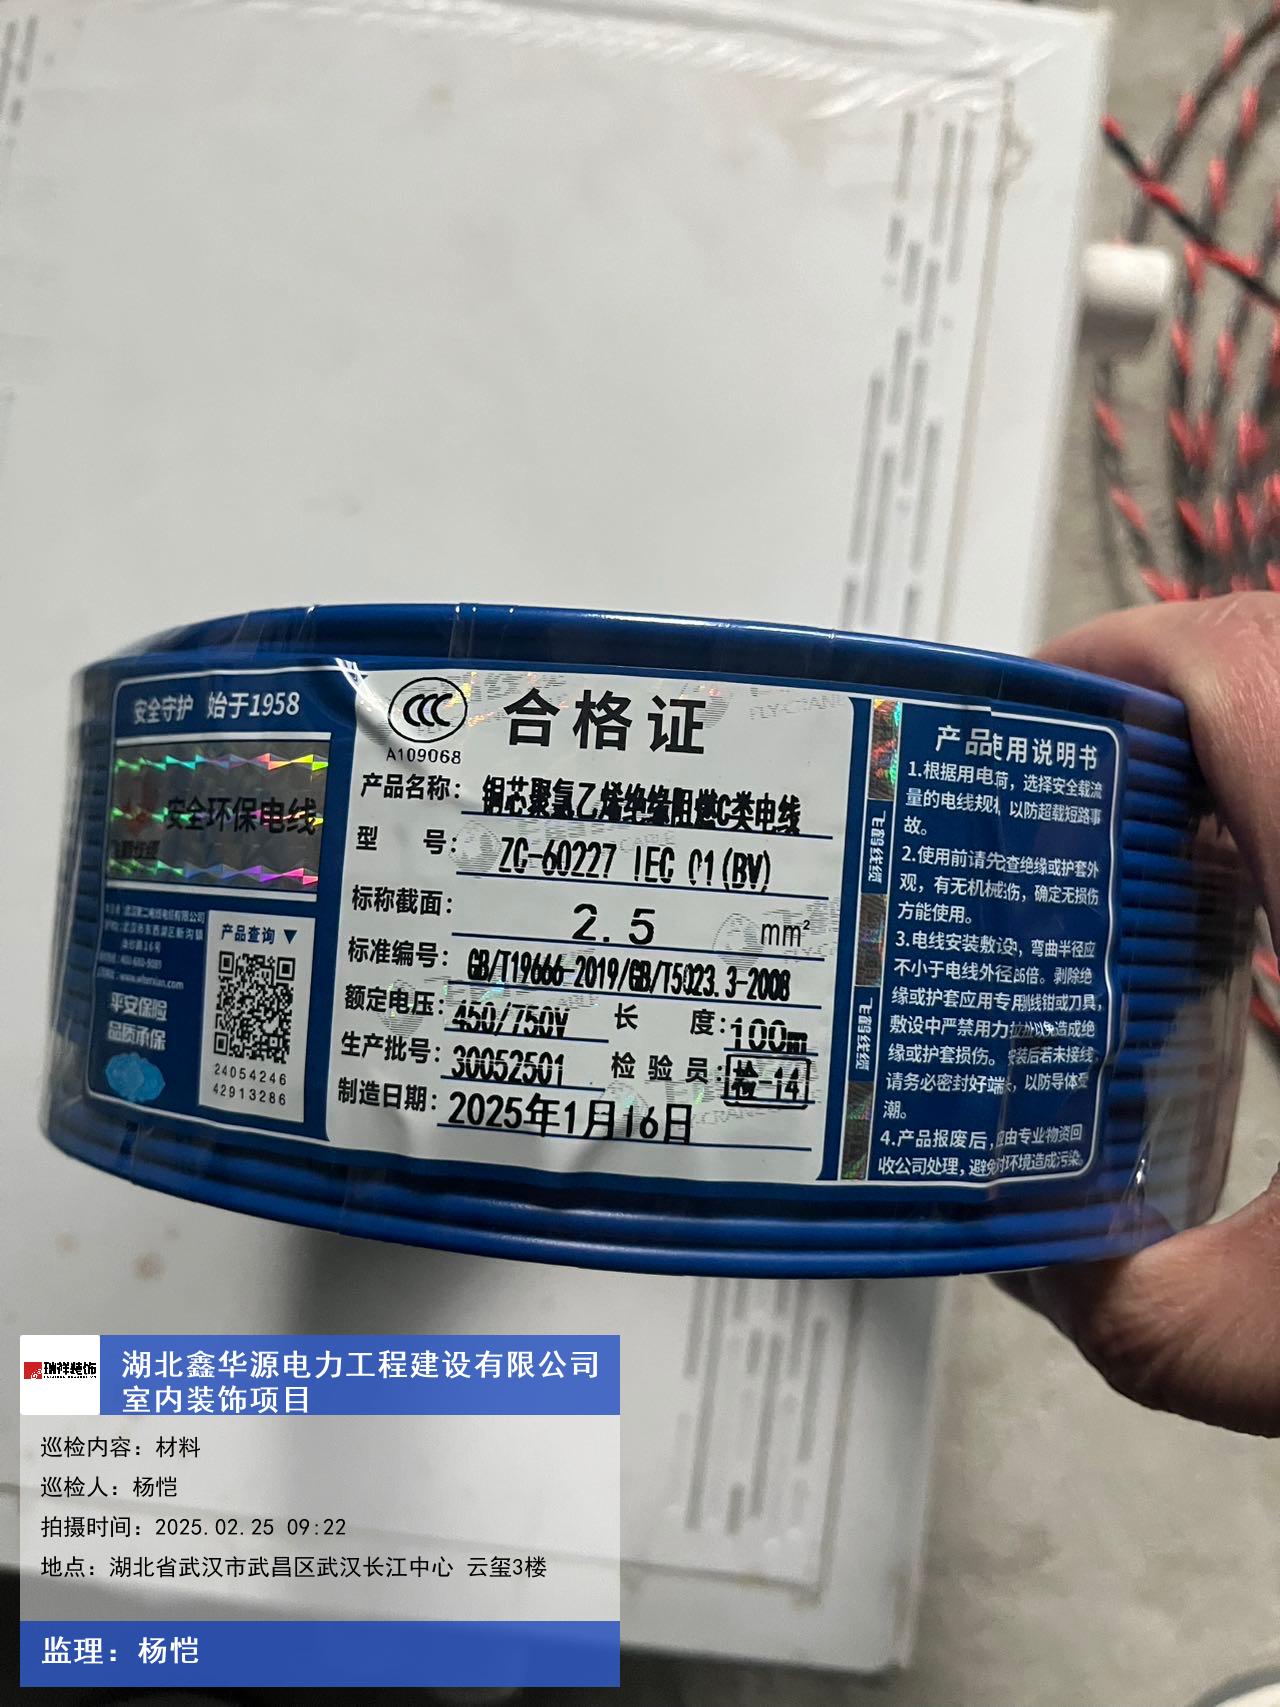 安全守护 始于1958
安全环保电线
产品查询 ▼
平安保险
品质承保
24054246
42913286
CCC
A109068
合格证
产品名称: 铜芯聚氯乙烯绝缘阻燃C类电线
型 号: ZC-60227 IEC 01(BV)
标称截面: 2.5 mm²
标准编号: GB/T19666-2019/GB/T5023.3-2008
额定电压: 450/750V 长 度: 100m
生产批号: 30052501 检验员: 检-14
制造日期: 2025年1月16日
飞鹤线缆
飞鹤线缆
产品使用说明书
1.根据用电荷，选择安全载流
量的电线规 以防超载短路事
故。
2.使用前请先查绝缘或护套外
观，有无机械伤，确定无损伤
方能使用。
3.电线安装敷设 弯曲半径应
不小于电线外径 倍。剥除绝
缘或护套应用专用 线钳或刀具，
敷设中严禁用力 造成绝
缘或护套损伤。 装后若未接线，
请务必密封好端 ，以防导体受
潮。
4.产品报废后，应由专业物资回
收公司处理，避免对环境造成污染。
瑞祥装饰
湖北鑫华源电力工程建设有限公司
室内装饰项目
巡检内容：材料
巡检人：杨恺
拍摄时间：2025.02.25 09:22
地点：湖北省武汉市武昌区武汉长江中心 云玺3楼
监理：杨恺